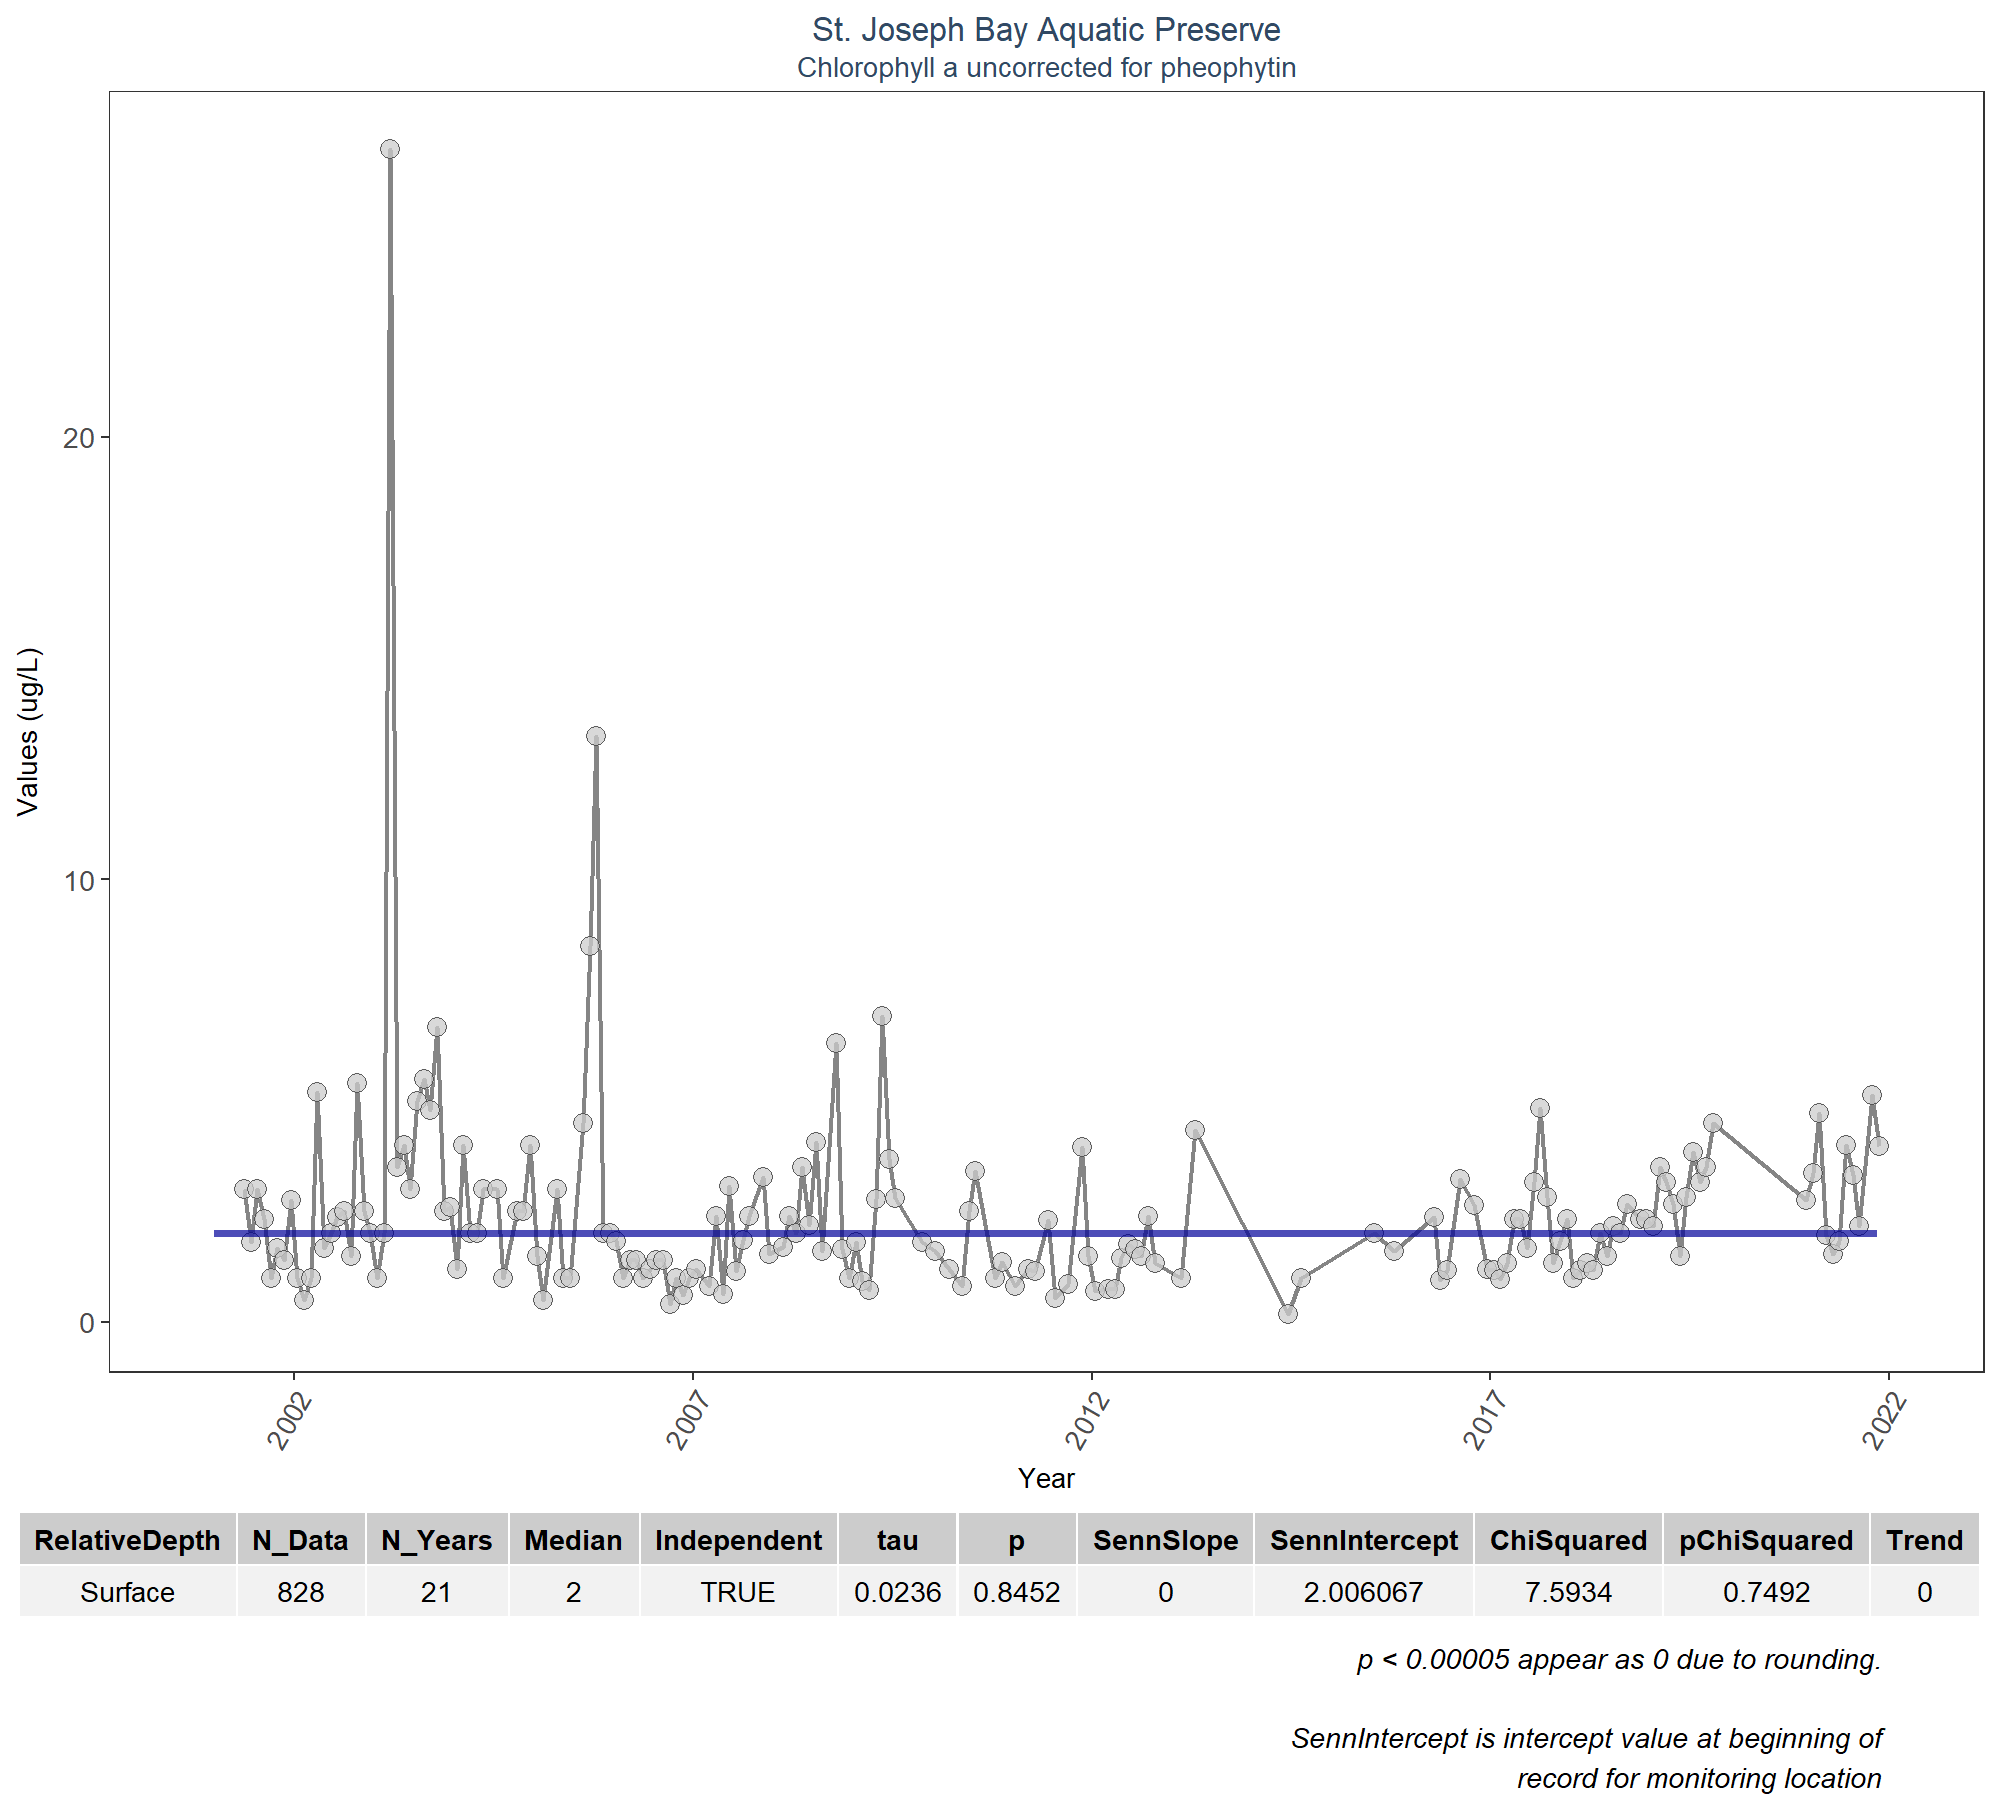 St. Joseph Bay Aquatic Preserve
Chlorophyll a uncorrected for pheophytin
Values (ug/L)
20
10
0
2002 2007 2012 2017 2022
Year
RelativeDepth N_Data N_Years Median Independent tau p SennSlope SennIntercept ChiSquared pChiSquared Trend
Surface 828 21 2 TRUE 0.0236 0.8452 0 2.006067 7.5934 0.7492 0
p < 0.00005 appear as 0 due to rounding.
SennIntercept is intercept value at beginning of
record for monitoring location